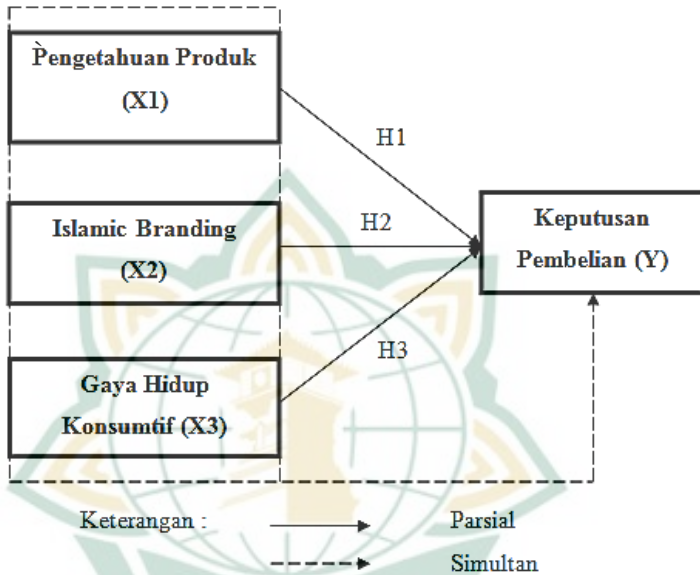 Pengetahuan Produk
(X1)
H1
Islamic Branding
(X2)
H2
Keputusan
Pembelian (Y)
Gaya Hidup
Konsumtif (X3)
H3
Keterangan :
Parsial
Simultan